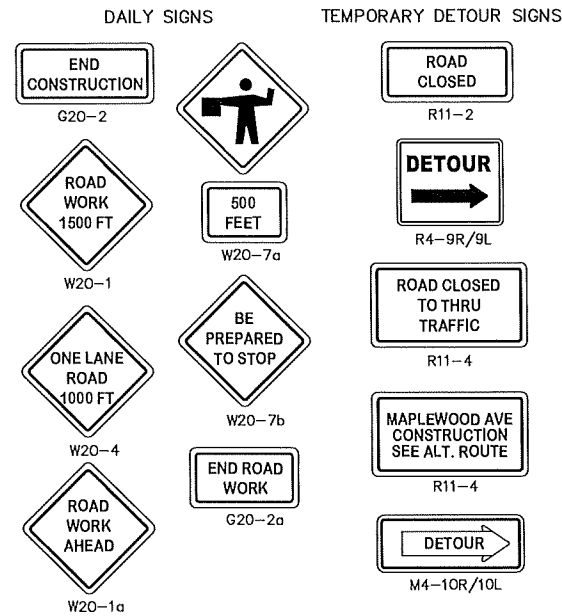 DAILY SIGNS
END
CONSTRUCTION
G20-2
ROAD
WORK
1500 FT
W20-1
ONE LANE
ROAD
1000 FT
W20-4
ROAD
WORK
AHEAD
W20-1a
500
FEET
W20-7a
BE
PREPARED
TO STOP
W20-7b
END ROAD
WORK
G20-2a
TEMPORARY DETOUR SIGNS
ROAD
CLOSED
R11-2
DETOUR
R4-9R/9L
ROAD CLOSED
TO THRU
TRAFFIC
R11-4
MAPLEWOOD AVE
CONSTRUCTION
SEE ALT. ROUTE
R11-4
DETOUR
M4-10R/10L